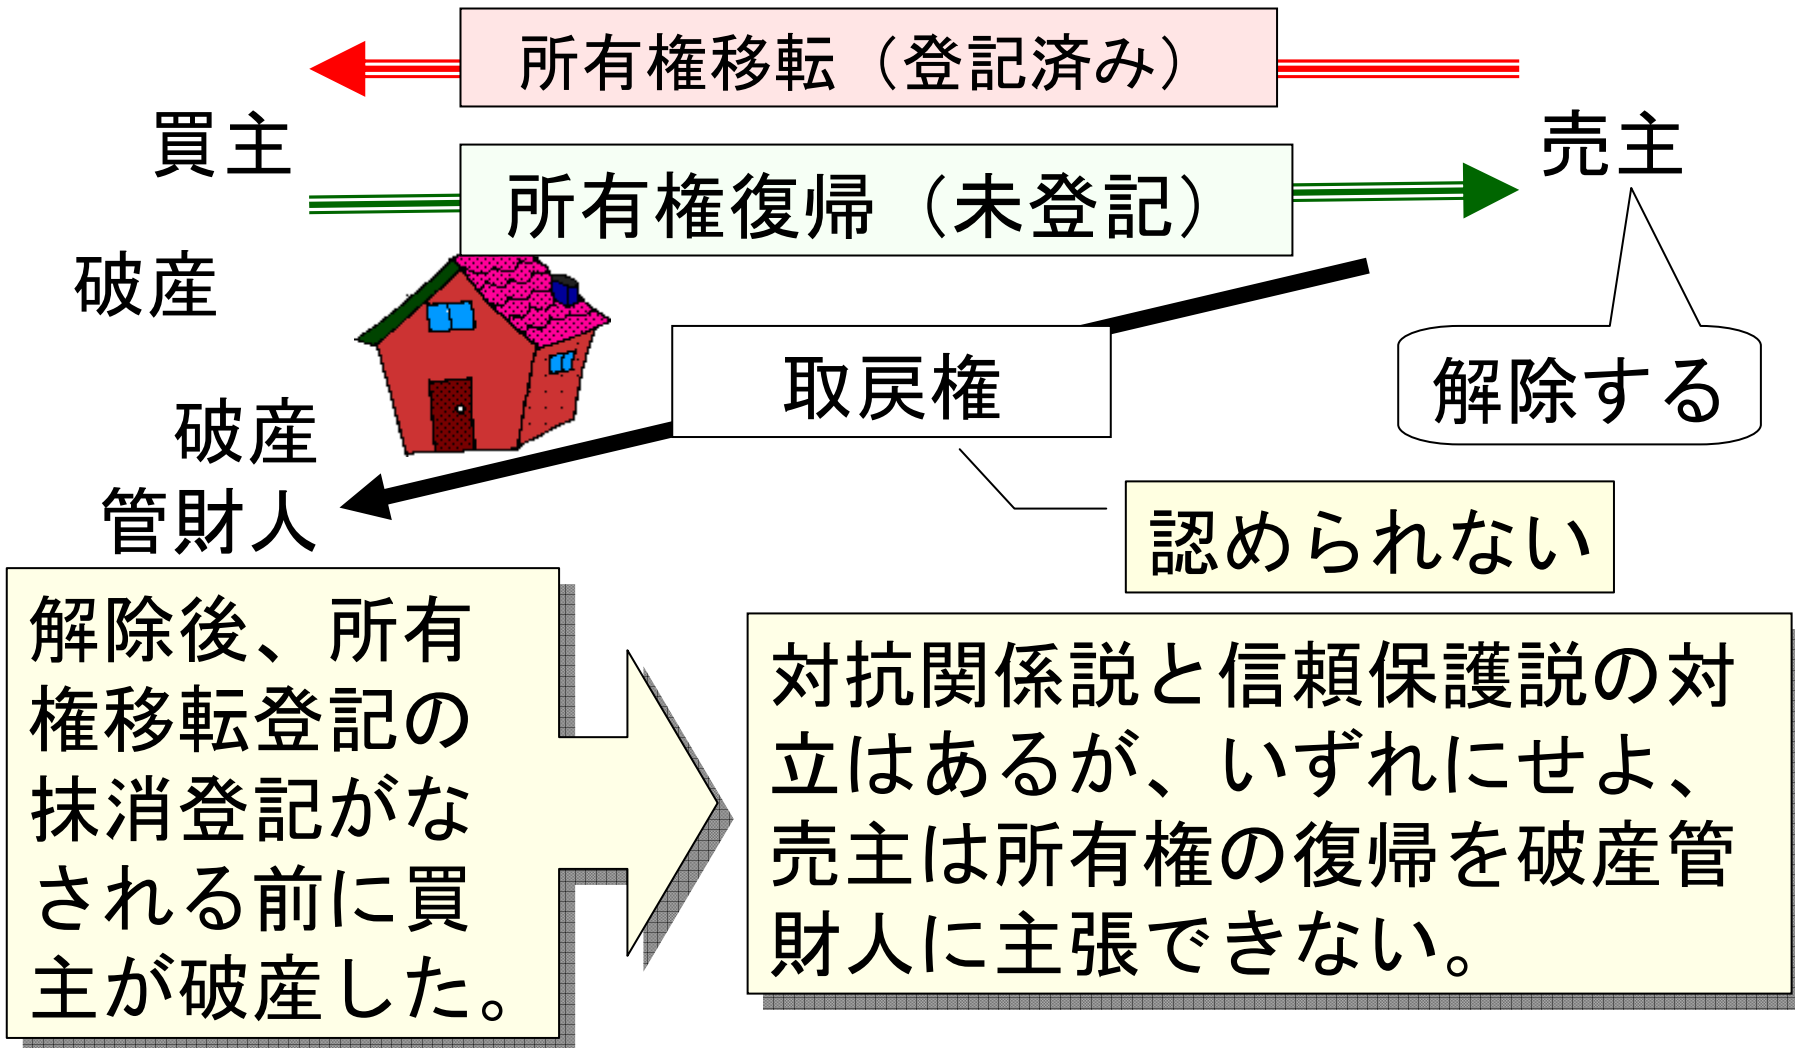 所有権移転（登記済み）
買主
売主
所有権復帰（未登記）
破産
取戻権
解除する
破産
管財人
認められない
解除後、所有
権移転登記の
抹消登記がな
される前に買
主が破産した。
対抗関係説と信頼保護説の対
立はあるが、いずれにせよ、
売主は所有権の復帰を破産管
財人に主張できない。